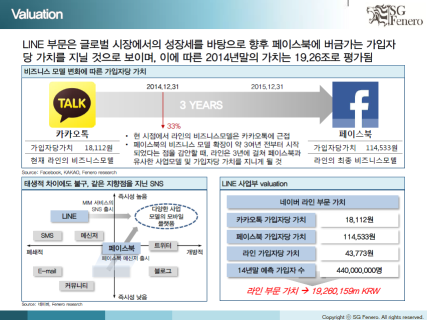 Valuation
SG
Fenero
LINE 부문은 글로벌 시장에서의 성장세를 바탕으로 향후 페이스북에 버금가는 가입자
당 가치를 지닐 것으로 보이며, 이에 따른 2014년말의 가치는 19,26조로 평가됨
비즈니스 모델 변화에 따른 가입자당 가치
2014,12,31
2015,12,31
TALK
3 YEARS
33%
카카오톡
가입자당가치 18,112원
현재 라인의 비즈니스모델
• 현 시점에서 라인의 비즈니스모델은 카카오톡에 근접
• 페이스북의 비즈니스 모델 확장이 약 3년 전부터 시작
되었다는 점을 감안할 때, 라인은 3년에 걸쳐 페이스북과
유사한 사업모델 및 가입자당 가치를 지니게 될 것
페이스북
가입자당가치 114,533원
라인의 최종 비즈니스모델
Source: Facebook, KAKAO, Fenero research
태생적 차이에도 불구, 같은 지향점을 지닌 SNS
즉시성 높음
MIM 서비스의
SNS 출시
다양한 사업
모델의 모바일
플랫폼
LINE
SMS
메신저
페이스북
트위터
폐쇄적
개방적
페이스북 메신저 출시
E-mail
블로그
커뮤니티
즉시성 낮음
Fenero research
LINE 사업부 valuation
네이버 라인 부문 가치
카카오톡 가입자당 가치 18,112원
페이스북 가입자당 가치 114,533원
라인 가입자당 가치 43,773원
14년말 예측 가입자 수 440,000,000명
라인 부문 가치 → 19,260,159m KRW
Copyright ⓒ SG Fenero. All rights reserved.